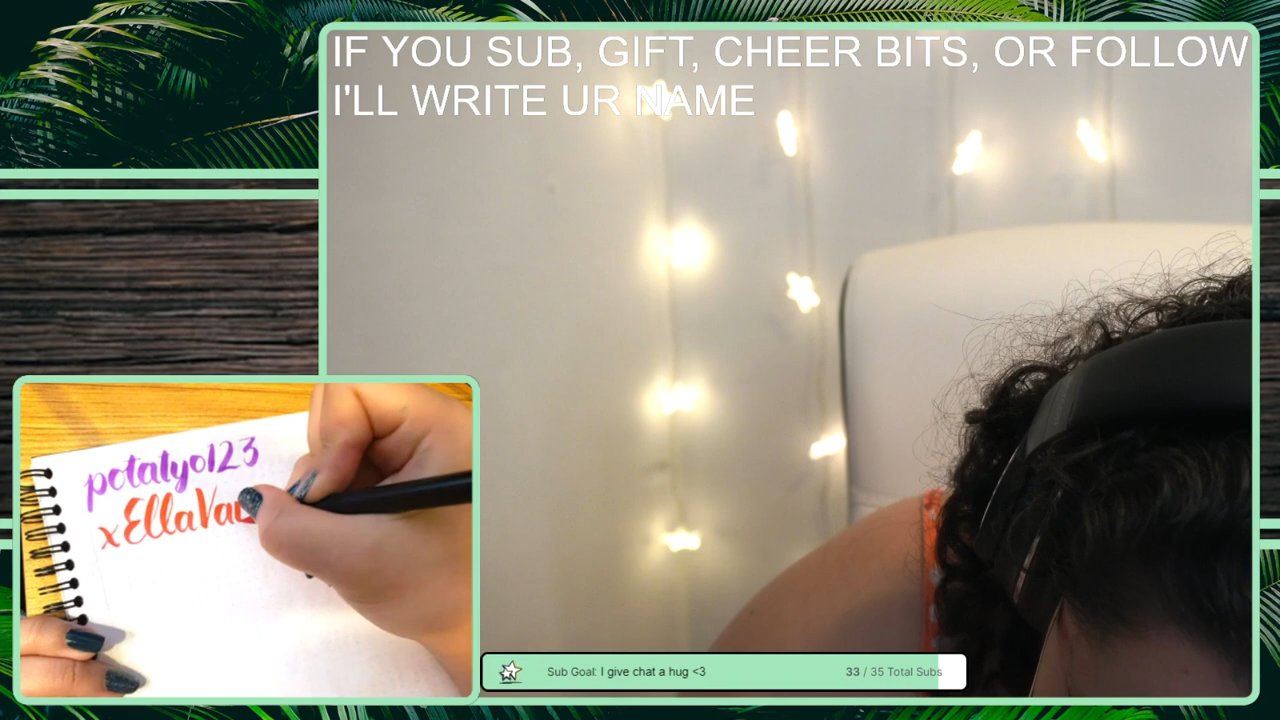 IF YOU SUB, GIFT, CHEER BITS, OR FOLLOW
I'LL WRITE UR NAME
potatyo123
Sub Goal: I give chat a hug <3 33 / 35 Total Subs